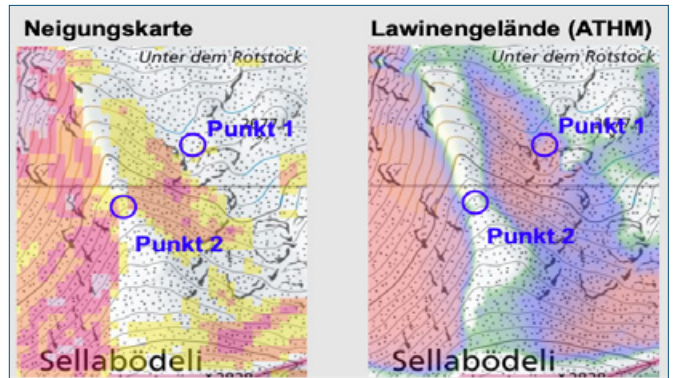 Neigungskarte
Unter dem Rotstock
Punkt 1
Punkt 2
Sellabödeli
Lawinengelände (ATHM)
Unter dem Rotstock
Punkt 1
Punkt 2
Sellabödeli